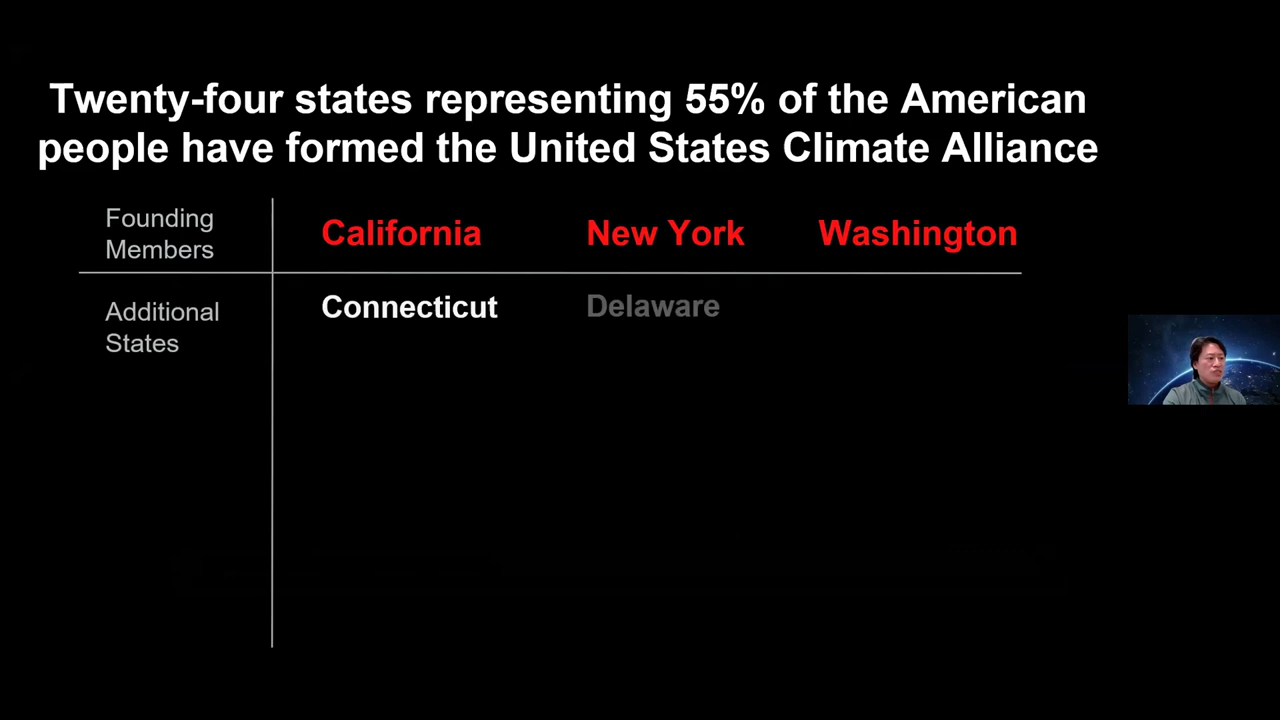 Twenty-four states representing 55% of the American
people have formed the United States Climate Alliance
Founding
Members
California
New York
Washington
Additional
States
Connecticut
Delaware